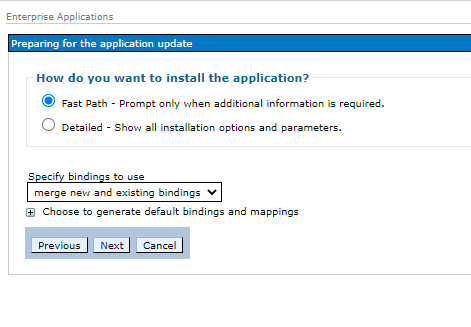 Enterprise Applications
Preparing for the application update
How do you want to install the application?
Fast Path - Prompt only when additional information is required.
Detailed - Show all installation options and parameters.
Specify bindings to use
merge new and existing bindings
Choose to generate default bindings and mappings
Previous Next Cancel